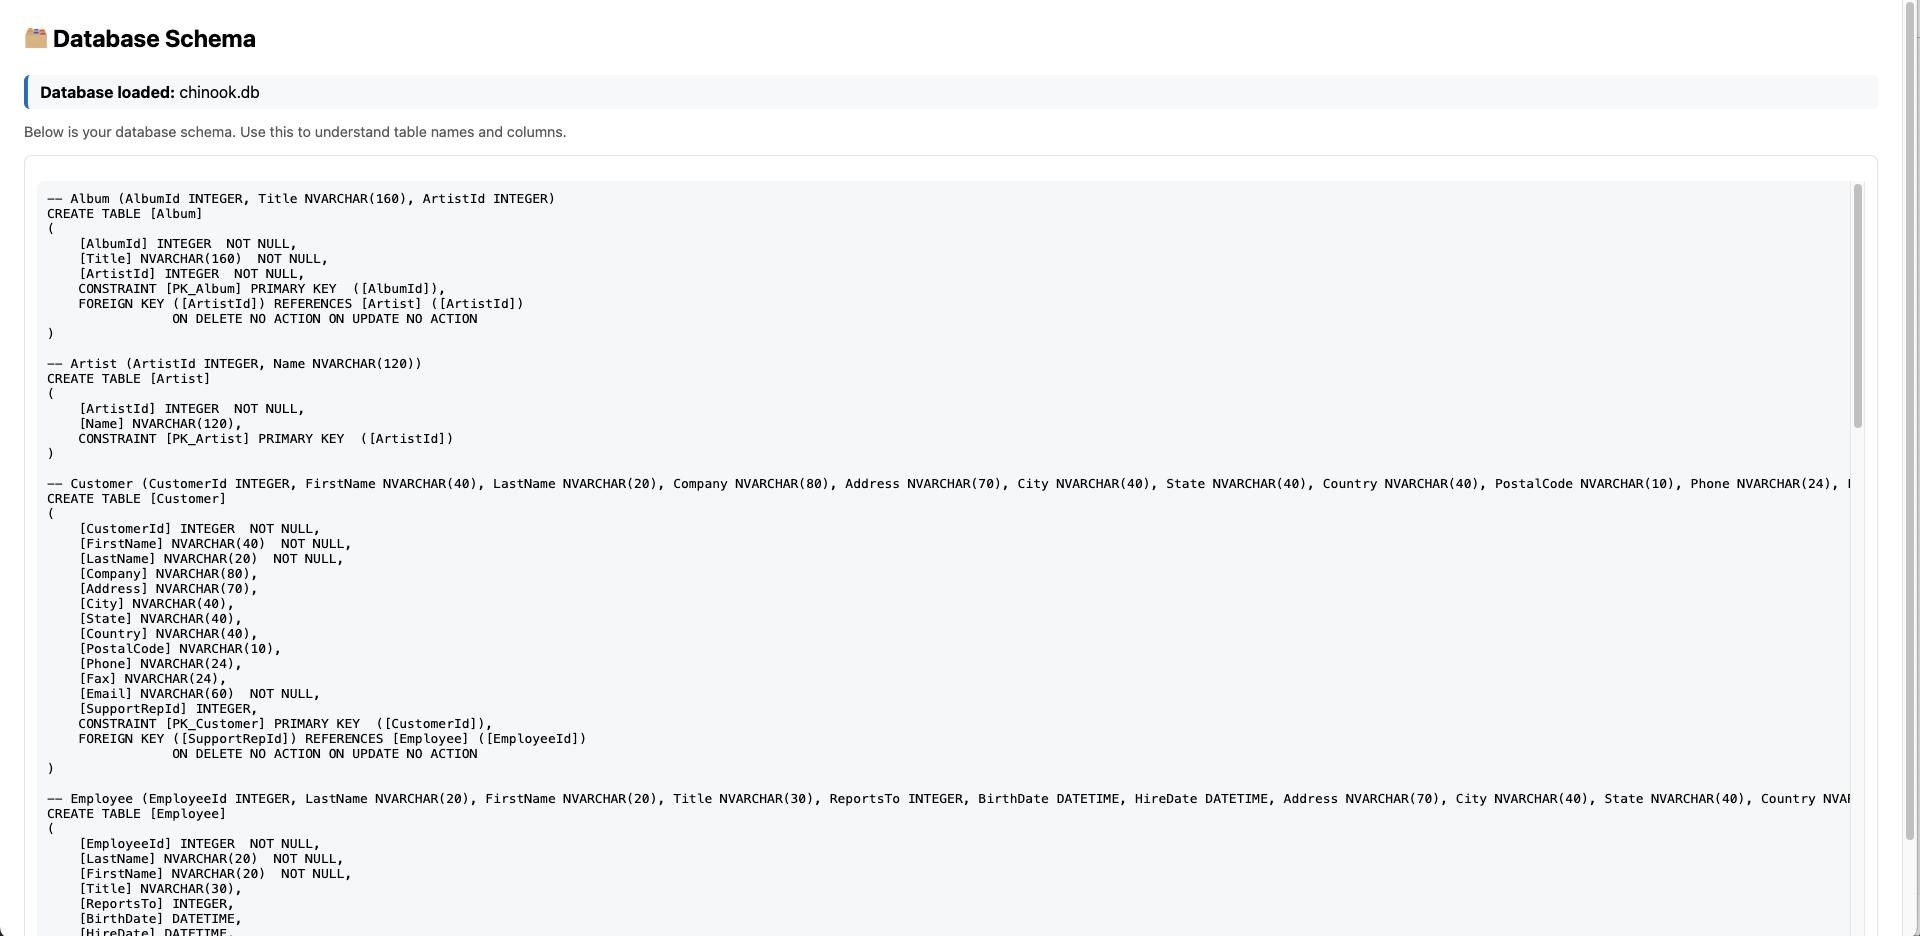 🗂️ Database Schema
Database loaded: chinook.db
Below is your database schema. Use this to understand table names and columns.
-- Album (AlbumId INTEGER, Title NVARCHAR(160), ArtistId INTEGER)
CREATE TABLE [Album]
(
    [AlbumId] INTEGER  NOT NULL,
    [Title] NVARCHAR(160)  NOT NULL,
    [ArtistId] INTEGER  NOT NULL,
    CONSTRAINT [PK_Album] PRIMARY KEY  ([AlbumId]),
    FOREIGN KEY ([ArtistId]) REFERENCES [Artist] ([ArtistId])
                ON DELETE NO ACTION ON UPDATE NO ACTION
)
-- Artist (ArtistId INTEGER, Name NVARCHAR(120))
CREATE TABLE [Artist]
(
    [ArtistId] INTEGER  NOT NULL,
    [Name] NVARCHAR(120),
    CONSTRAINT [PK_Artist] PRIMARY KEY  ([ArtistId])
)
-- Customer (CustomerId INTEGER, FirstName NVARCHAR(40), LastName NVARCHAR(20), Company NVARCHAR(80), Address NVARCHAR(70), City NVARCHAR(40), State NVARCHAR(40), Country NVARCHAR(40), PostalCode NVARCHAR(10), Phone NVARCHAR(24),
CREATE TABLE [Customer]
(
    [CustomerId] INTEGER  NOT NULL,
    [FirstName] NVARCHAR(40)  NOT NULL,
    [LastName] NVARCHAR(20)  NOT NULL,
    [Company] NVARCHAR(80),
    [Address] NVARCHAR(70),
    [City] NVARCHAR(40),
    [State] NVARCHAR(40),
    [Country] NVARCHAR(40),
    [PostalCode] NVARCHAR(10),
    [Phone] NVARCHAR(24),
    [Fax] NVARCHAR(24),
    [Email] NVARCHAR(60)  NOT NULL,
    [SupportRepId] INTEGER,
    CONSTRAINT [PK_Customer] PRIMARY KEY  ([CustomerId]),
    FOREIGN KEY ([SupportRepId]) REFERENCES [Employee] ([EmployeeId])
                ON DELETE NO ACTION ON UPDATE NO ACTION
)
-- Employee (EmployeeId INTEGER, LastName NVARCHAR(20), FirstName NVARCHAR(20), Title NVARCHAR(30), ReportsTo INTEGER, BirthDate DATETIME, HireDate DATETIME, Address NVARCHAR(70), City NVARCHAR(40), State NVARCHAR(40), Country
CREATE TABLE [Employee]
(
    [EmployeeId] INTEGER  NOT NULL,
    [LastName] NVARCHAR(20)  NOT NULL,
    [FirstName] NVARCHAR(20)  NOT NULL,
    [Title] NVARCHAR(30),
    [ReportsTo] INTEGER,
    [BirthDate] DATETIME,
    [HireDate] DATETIME,